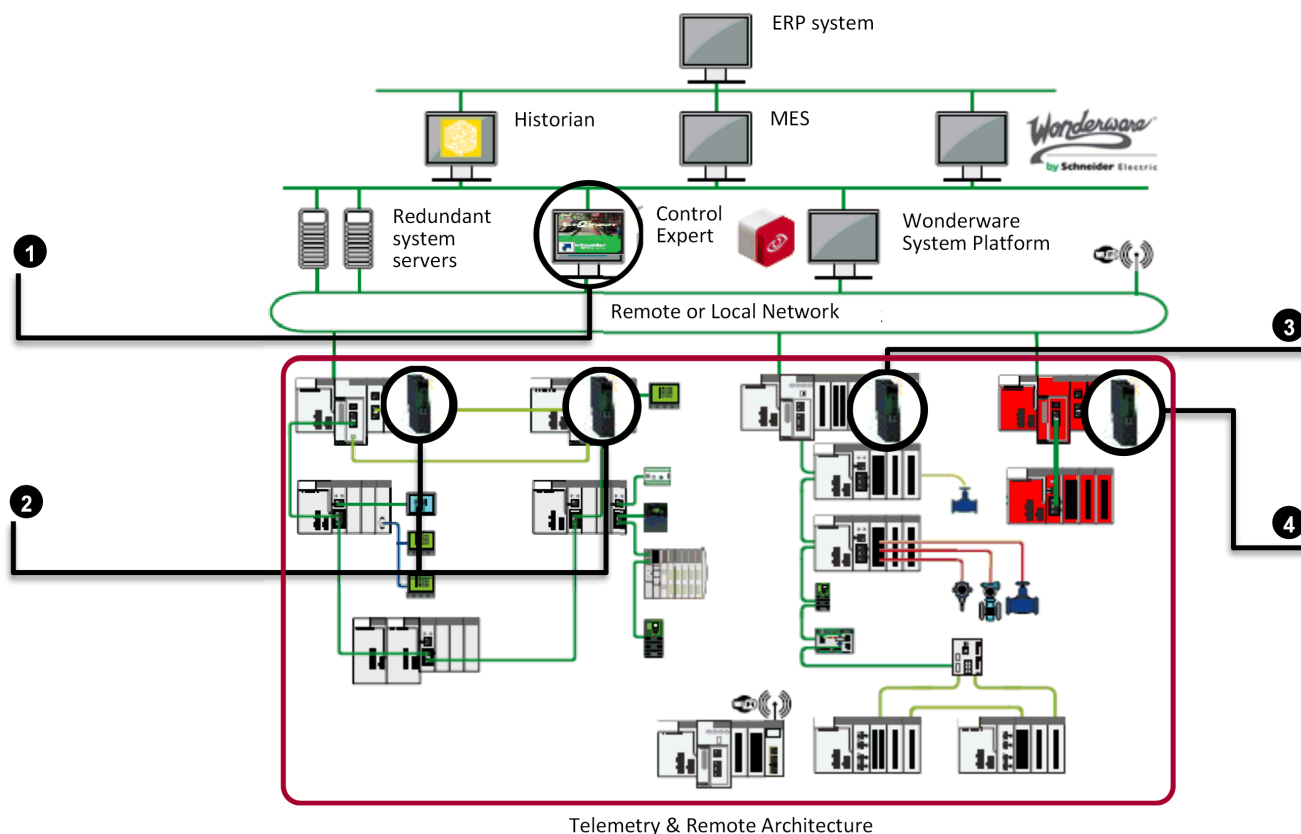 ERP system
Historian
MES
Wonderware
by Schneider Electric
Redundant
system
servers
Control
Expert
Wonderware
System Platform
1
Remote or Local Network
3
2
4
Telemetry & Remote Architecture